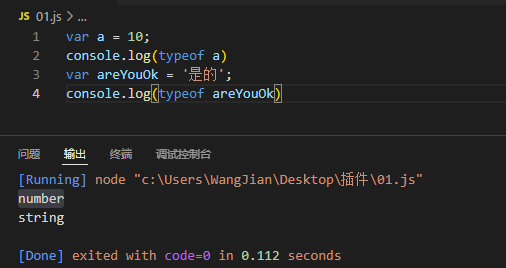 JS 01.js > ...
1 var a = 10;
2 console.log(typeof a)
3 var areYouOk = '是的';
4 console.log(typeof areYouOk)
问题 输出 终端 调试控制台
[Running] node "c:\Users\WangJian\Desktop\插件\01.js"
number
string
[Done] exited with code=0 in 0.112 seconds